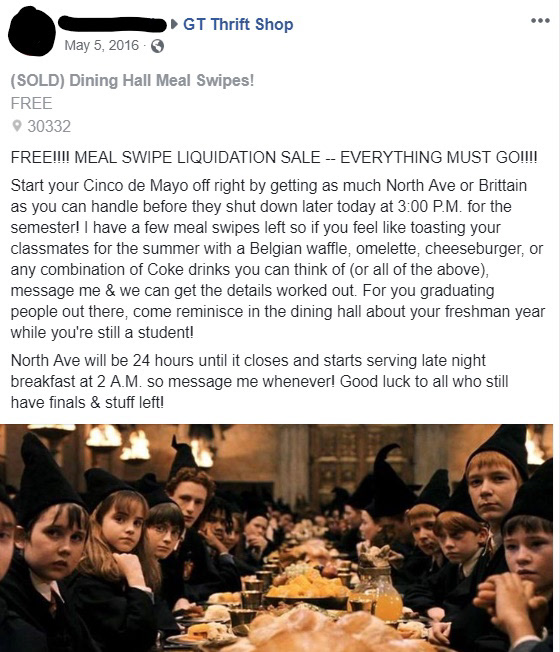 GT Thrift Shop
May 5, 2016
(SOLD) Dining Hall Meal Swipes!
FREE
30332
FREE!!!! MEAL SWIPE LIQUIDATION SALE -- EVERYTHING MUST GO!!!!
Start your Cinco de Mayo off right by getting as much North Ave or Brittain
as you can handle before they shut down later today at 3:00 P.M. for the
semester! I have a few meal swipes left so if you feel like toasting your
classmates for the summer with a Belgian waffle, omelette, cheeseburger, or
any combination of Coke drinks you can think of (or all of the above),
message me & we can get the details worked out. For you graduating
people out there, come reminisce in the dining hall about your freshman year
while you're still a student!
North Ave will be 24 hours until it closes and starts serving late night
breakfast at 2 A.M. so message me whenever! Good luck to all who still
have finals & stuff left!